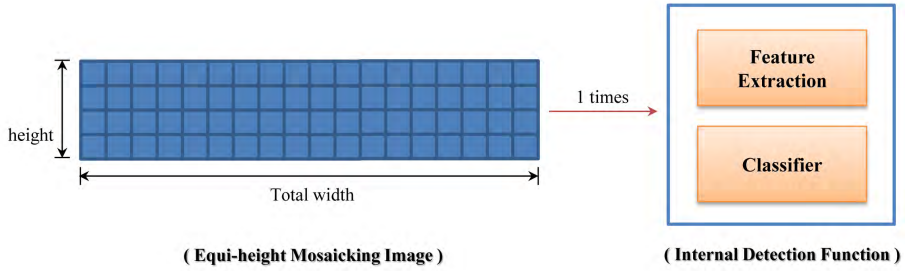 height
Total width
( Equi-height Mosaicking Image )
1 times
Feature
Extraction
Classifier
( Internal Detection Function )